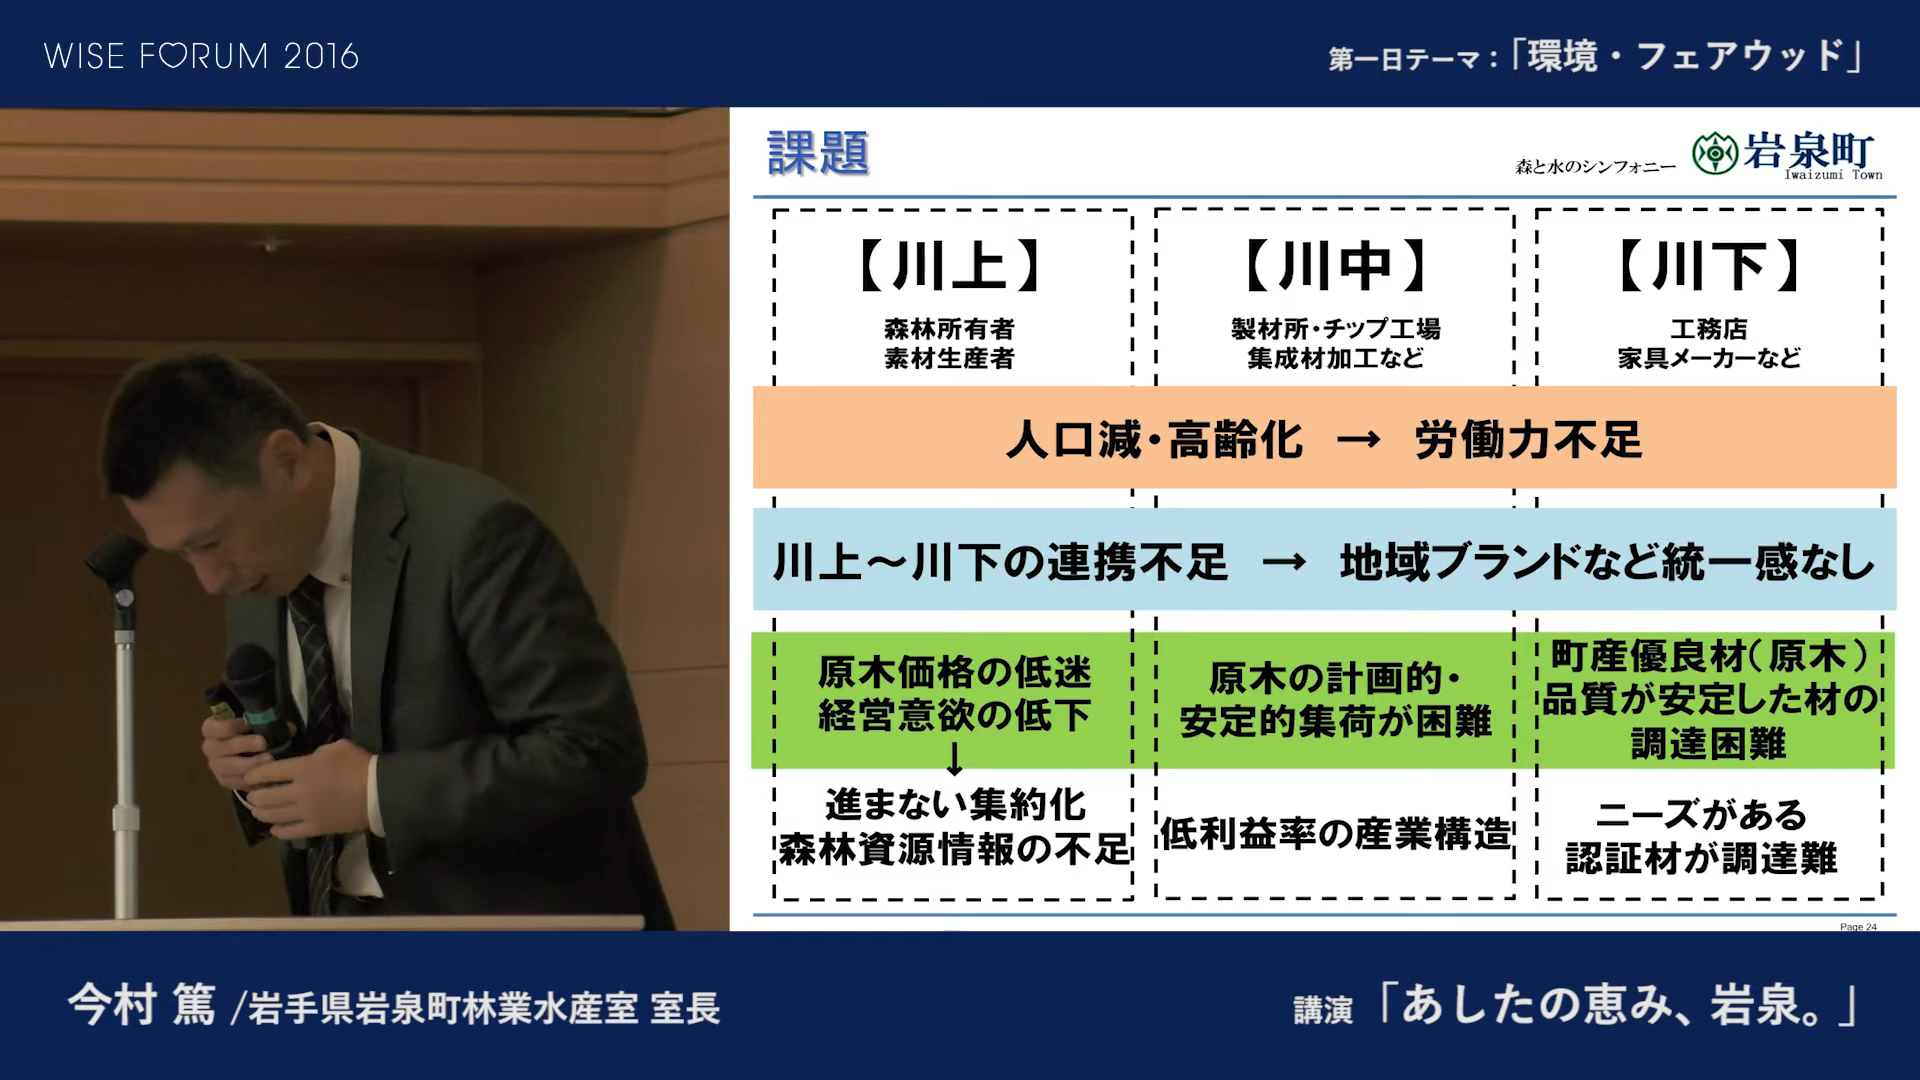 WISE FORUM 2016
第一日テーマ：「環境・フェアウッド」
課題
森と水のシンフォニー
岩泉町
Iwaizumi Town
【川上】
森林所有者
素材生産者
【川中】
製材所・チップ工場
集成材加工など
【川下】
工務店
家具メーカーなど
人口減・高齢化 → 労働力不足
川上～川下の連携不足 → 地域ブランドなど統一感なし
原木価格の低迷
経営意欲の低下
↓
進まない集約化
森林資源情報の不足
原木の計画的・
安定的集荷が困難
低利益率の産業構造
町産優良材（原木）
品質が安定した材の
調達困難
ニーズがある
認証材が調達難
Page 24
今村 篤 /岩手県岩泉町林業水産室 室長
講演「あしたの恵み、岩泉。」